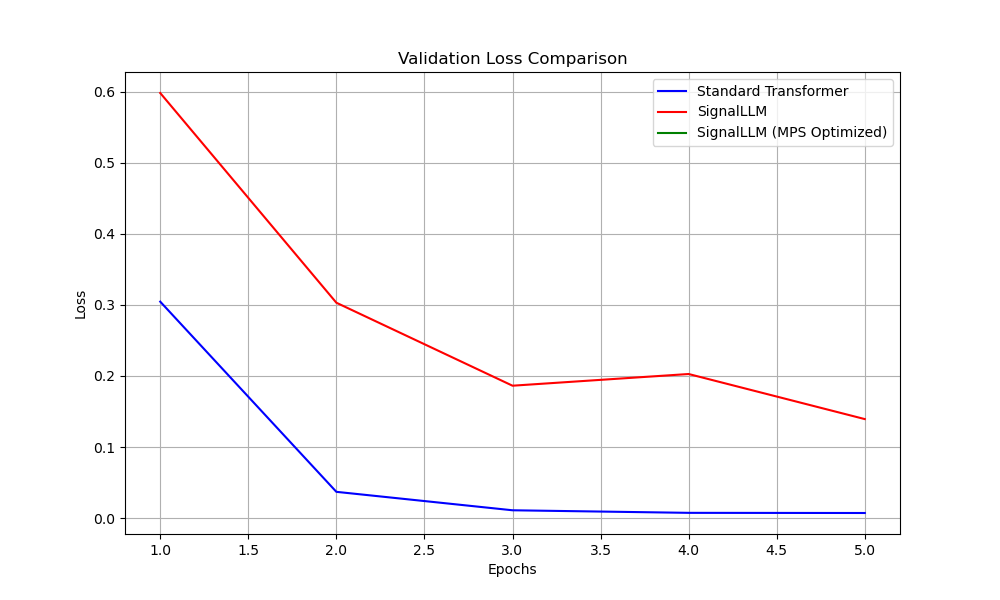 Validation Loss Comparison
Standard Transformer
SignalLLM
SignalLLM (MPS Optimized)
Loss
0.6
0.5
0.4
0.3
0.2
0.1
0.0
1.0 1.5 2.0 2.5 3.0 3.5 4.0 4.5 5.0
Epochs